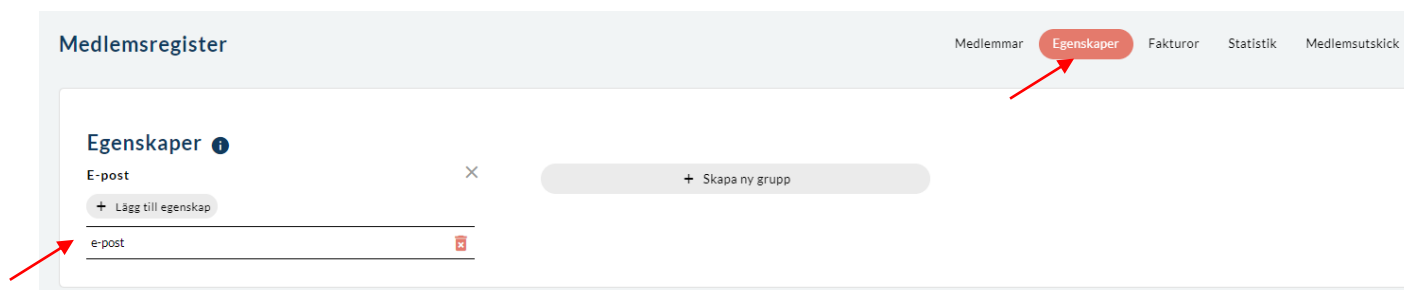 Medlemsregister
Medlemmar Egenskaper Fakturor Statistik Medlemsutskick
Egenskaper i
E-post
+ Skapa ny grupp
+ Lägg till egenskap
e-post